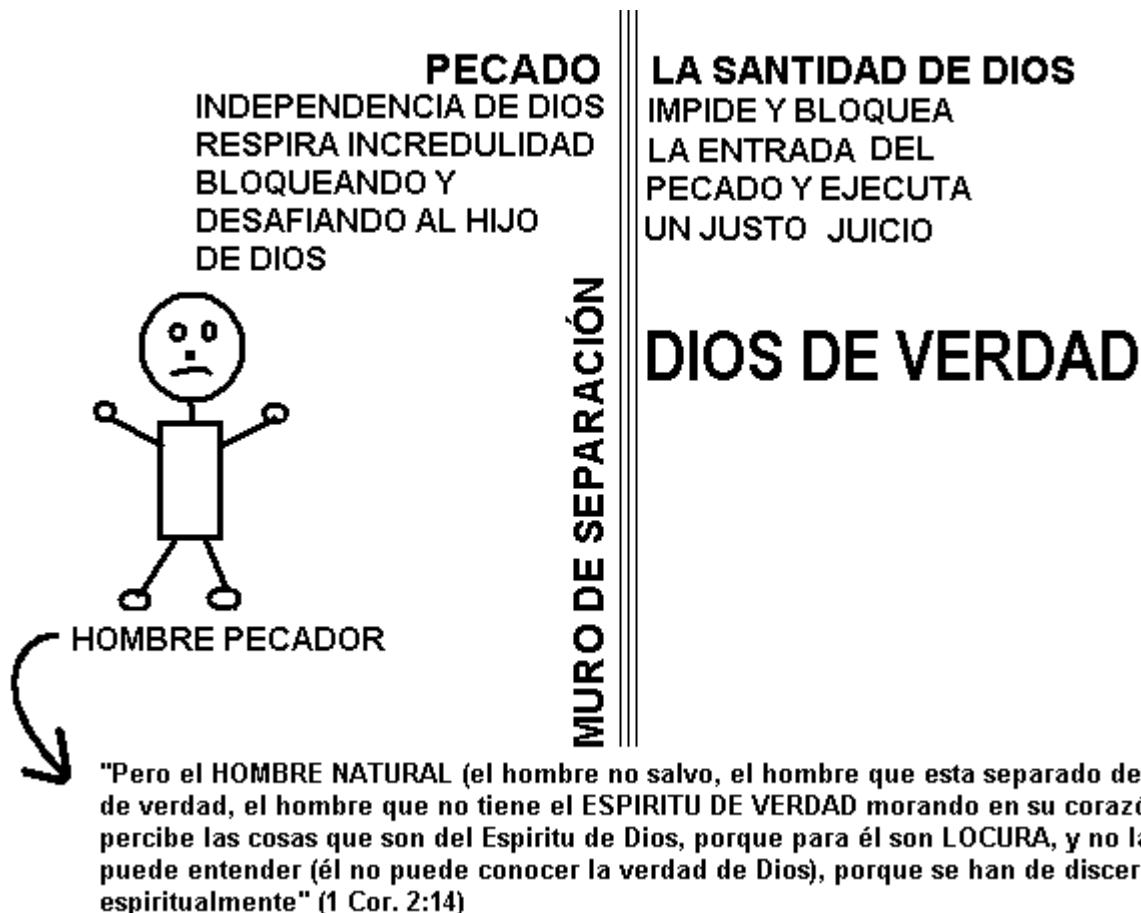 PECADO
INDEPENDENCIA DE DIOS
RESPIRA INCREDULIDAD
BLOQUEANDO Y
DESAFIANDO AL HIJO
DE DIOS
LA SANTIDAD DE DIOS
IMPIDE Y BLOQUEA
LA ENTRADA DEL
PECADO Y EJECUTA
UN JUSTO JUICIO
MURO DE SEPARACIÓN
DIOS DE VERDAD
HOMBRE PECADOR
"Pero el HOMBRE NATURAL (el hombre no salvo, el hombre que esta separado de
de verdad, el hombre que no tiene el ESPIRITU DE VERDAD morando en su corazó
percibe las cosas que son del Espiritu de Dios, porque para él son LOCURA, y no la
puede entender (él no puede conocer la verdad de Dios), porque se han de discer
espiritualmente" (1 Cor. 2:14)